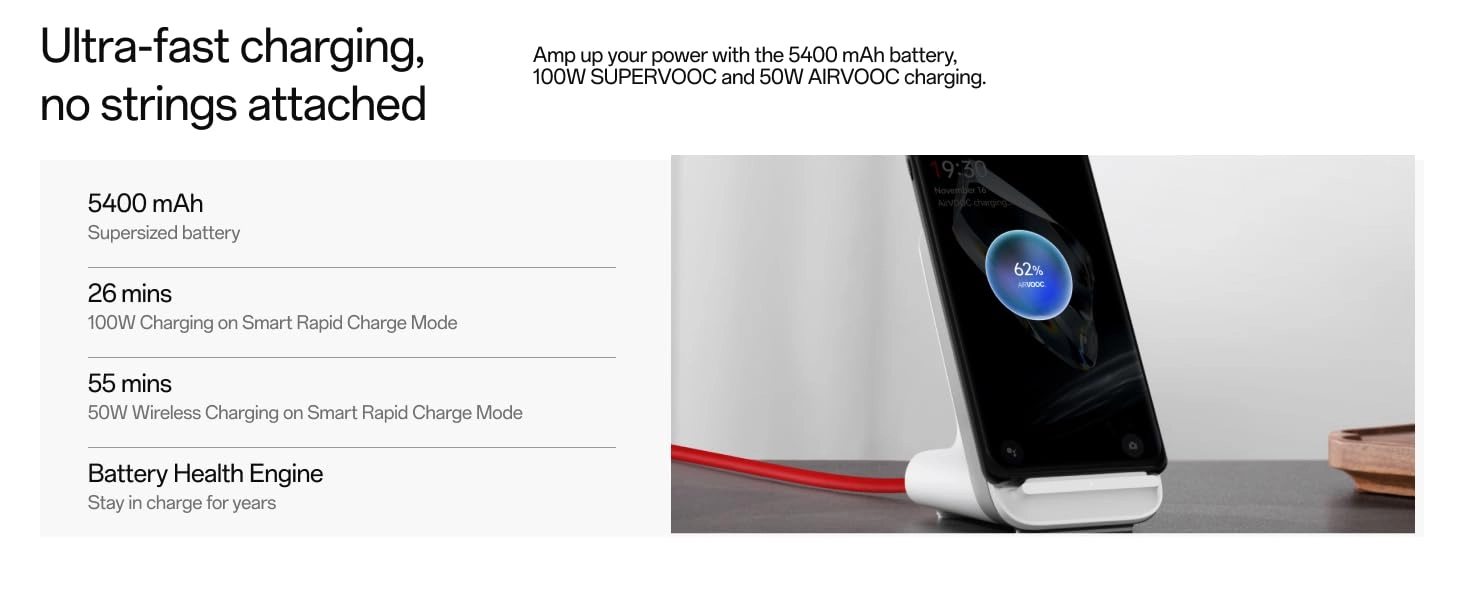 Ultra-fast charging,
no strings attached
Amp up your power with the 5400 mAh battery,
100W SUPERVOOC and 50W AIRVOOC charging.
5400 mAh
Supersized battery
26 mins
100W Charging on Smart Rapid Charge Mode
55 mins
50W Wireless Charging on Smart Rapid Charge Mode
Battery Health Engine
Stay in charge for years
19:30
November 16
AIRVOOC charging...
62%
AIRVOOC